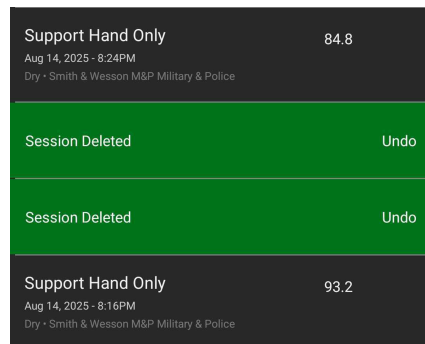 Support Hand Only 84.8
Aug 14, 2025 - 8:24PM
Dry • Smith & Wesson M&P Military & Police
Session Deleted Undo
Session Deleted Undo
Support Hand Only 93.2
Aug 14, 2025 - 8:16PM
Dry • Smith & Wesson M&P Military & Police